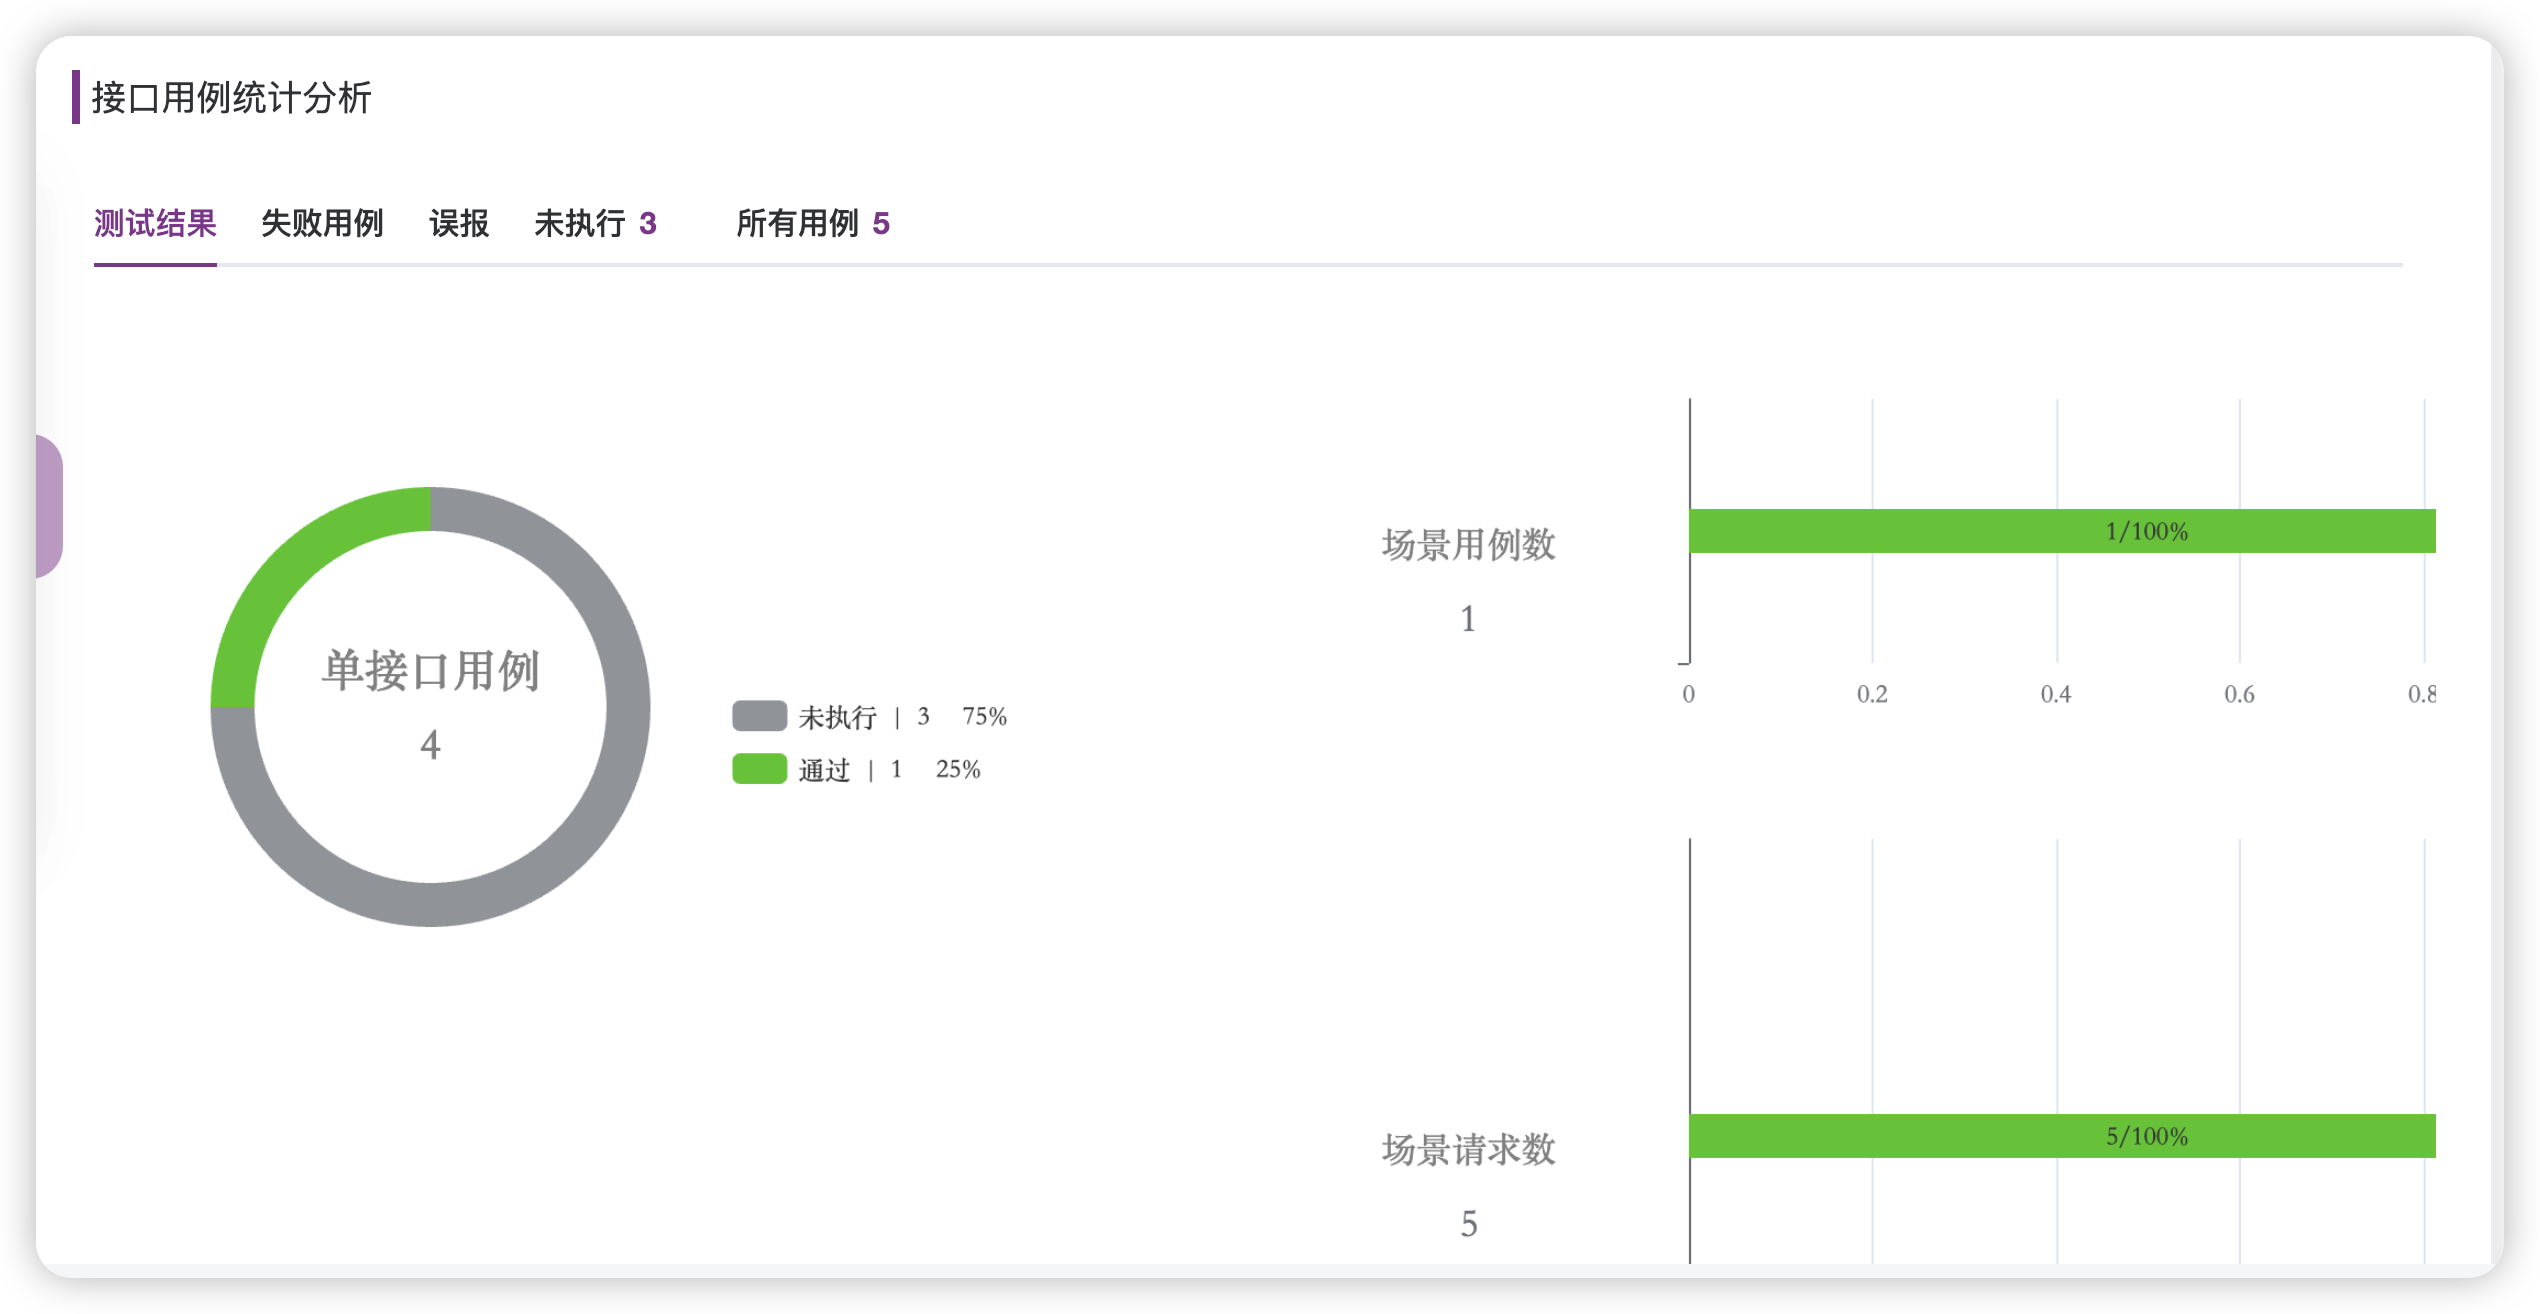 接口用例统计分析
测试结果 失败用例 误报 未执行 3 所有用例 5
单接口用例
4
未执行 | 3 75%
通过 | 1 25%
场景用例数
1
1/100%
0 0.2 0.4 0.6 0.8
场景请求数
5
5/100%